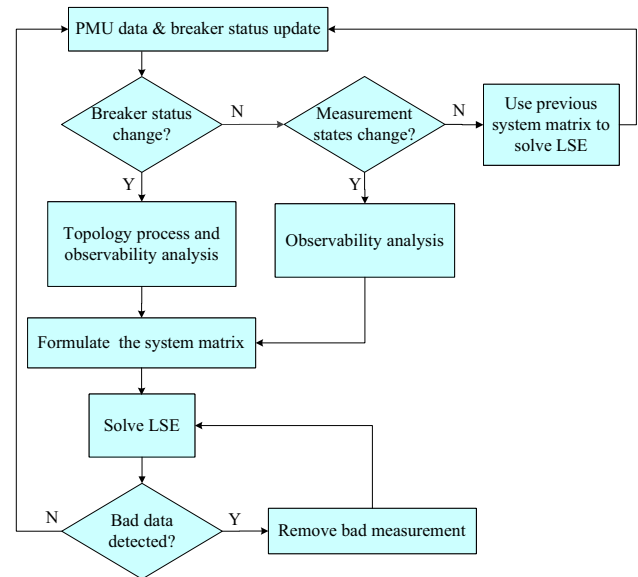 PMU data & breaker status update
Breaker status
change?
N
Measurement
states change?
N
Use previous
system matrix to
solve LSE
Y
Y
Topology process and
observability analysis
Observability analysis
Formulate the system matrix
Solve LSE
N
Bad data
detected?
Y
Remove bad measurement